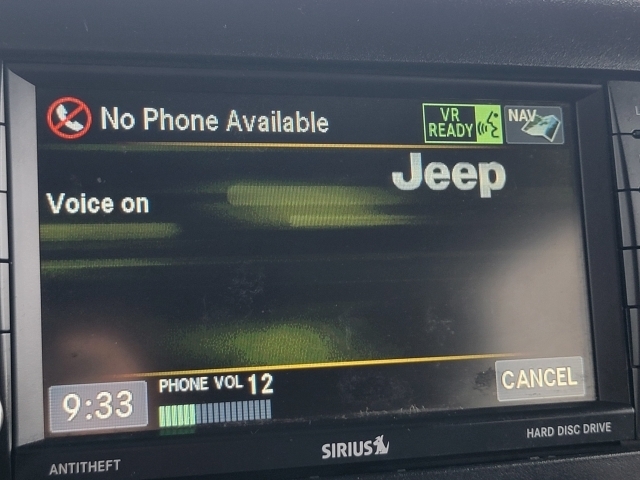 No Phone Available
VR
READY
NAV
Jeep
Voice on
9:33
PHONE VOL 12
CANCEL
ANTITHEFT
SIRIUS
HARD DISC DRIVE